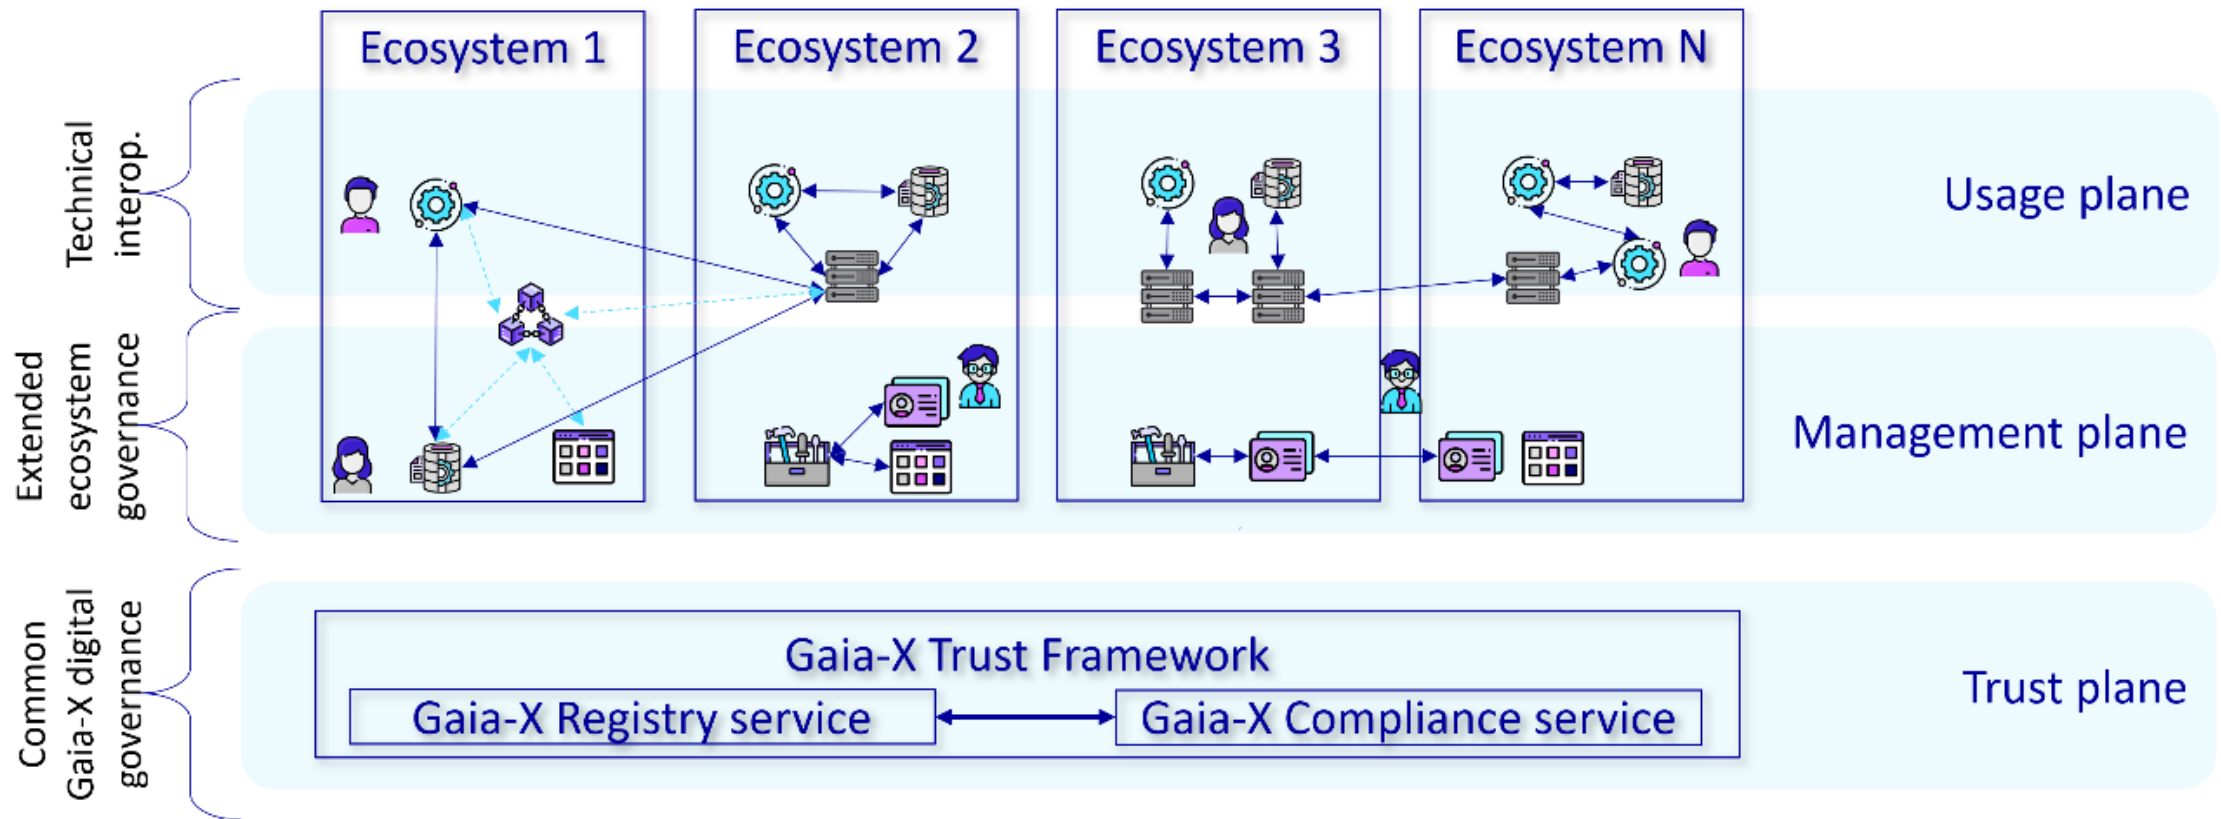 Ecosystem 1
Ecosystem 2
Ecosystem 3
Ecosystem N
Technical
interop.
Usage plane
Extended
ecosystem
governance
Management plane
Common
Gaia-X digital
governance
Gaia-X Trust Framework
Gaia-X Registry service
Gaia-X Compliance service
Trust plane